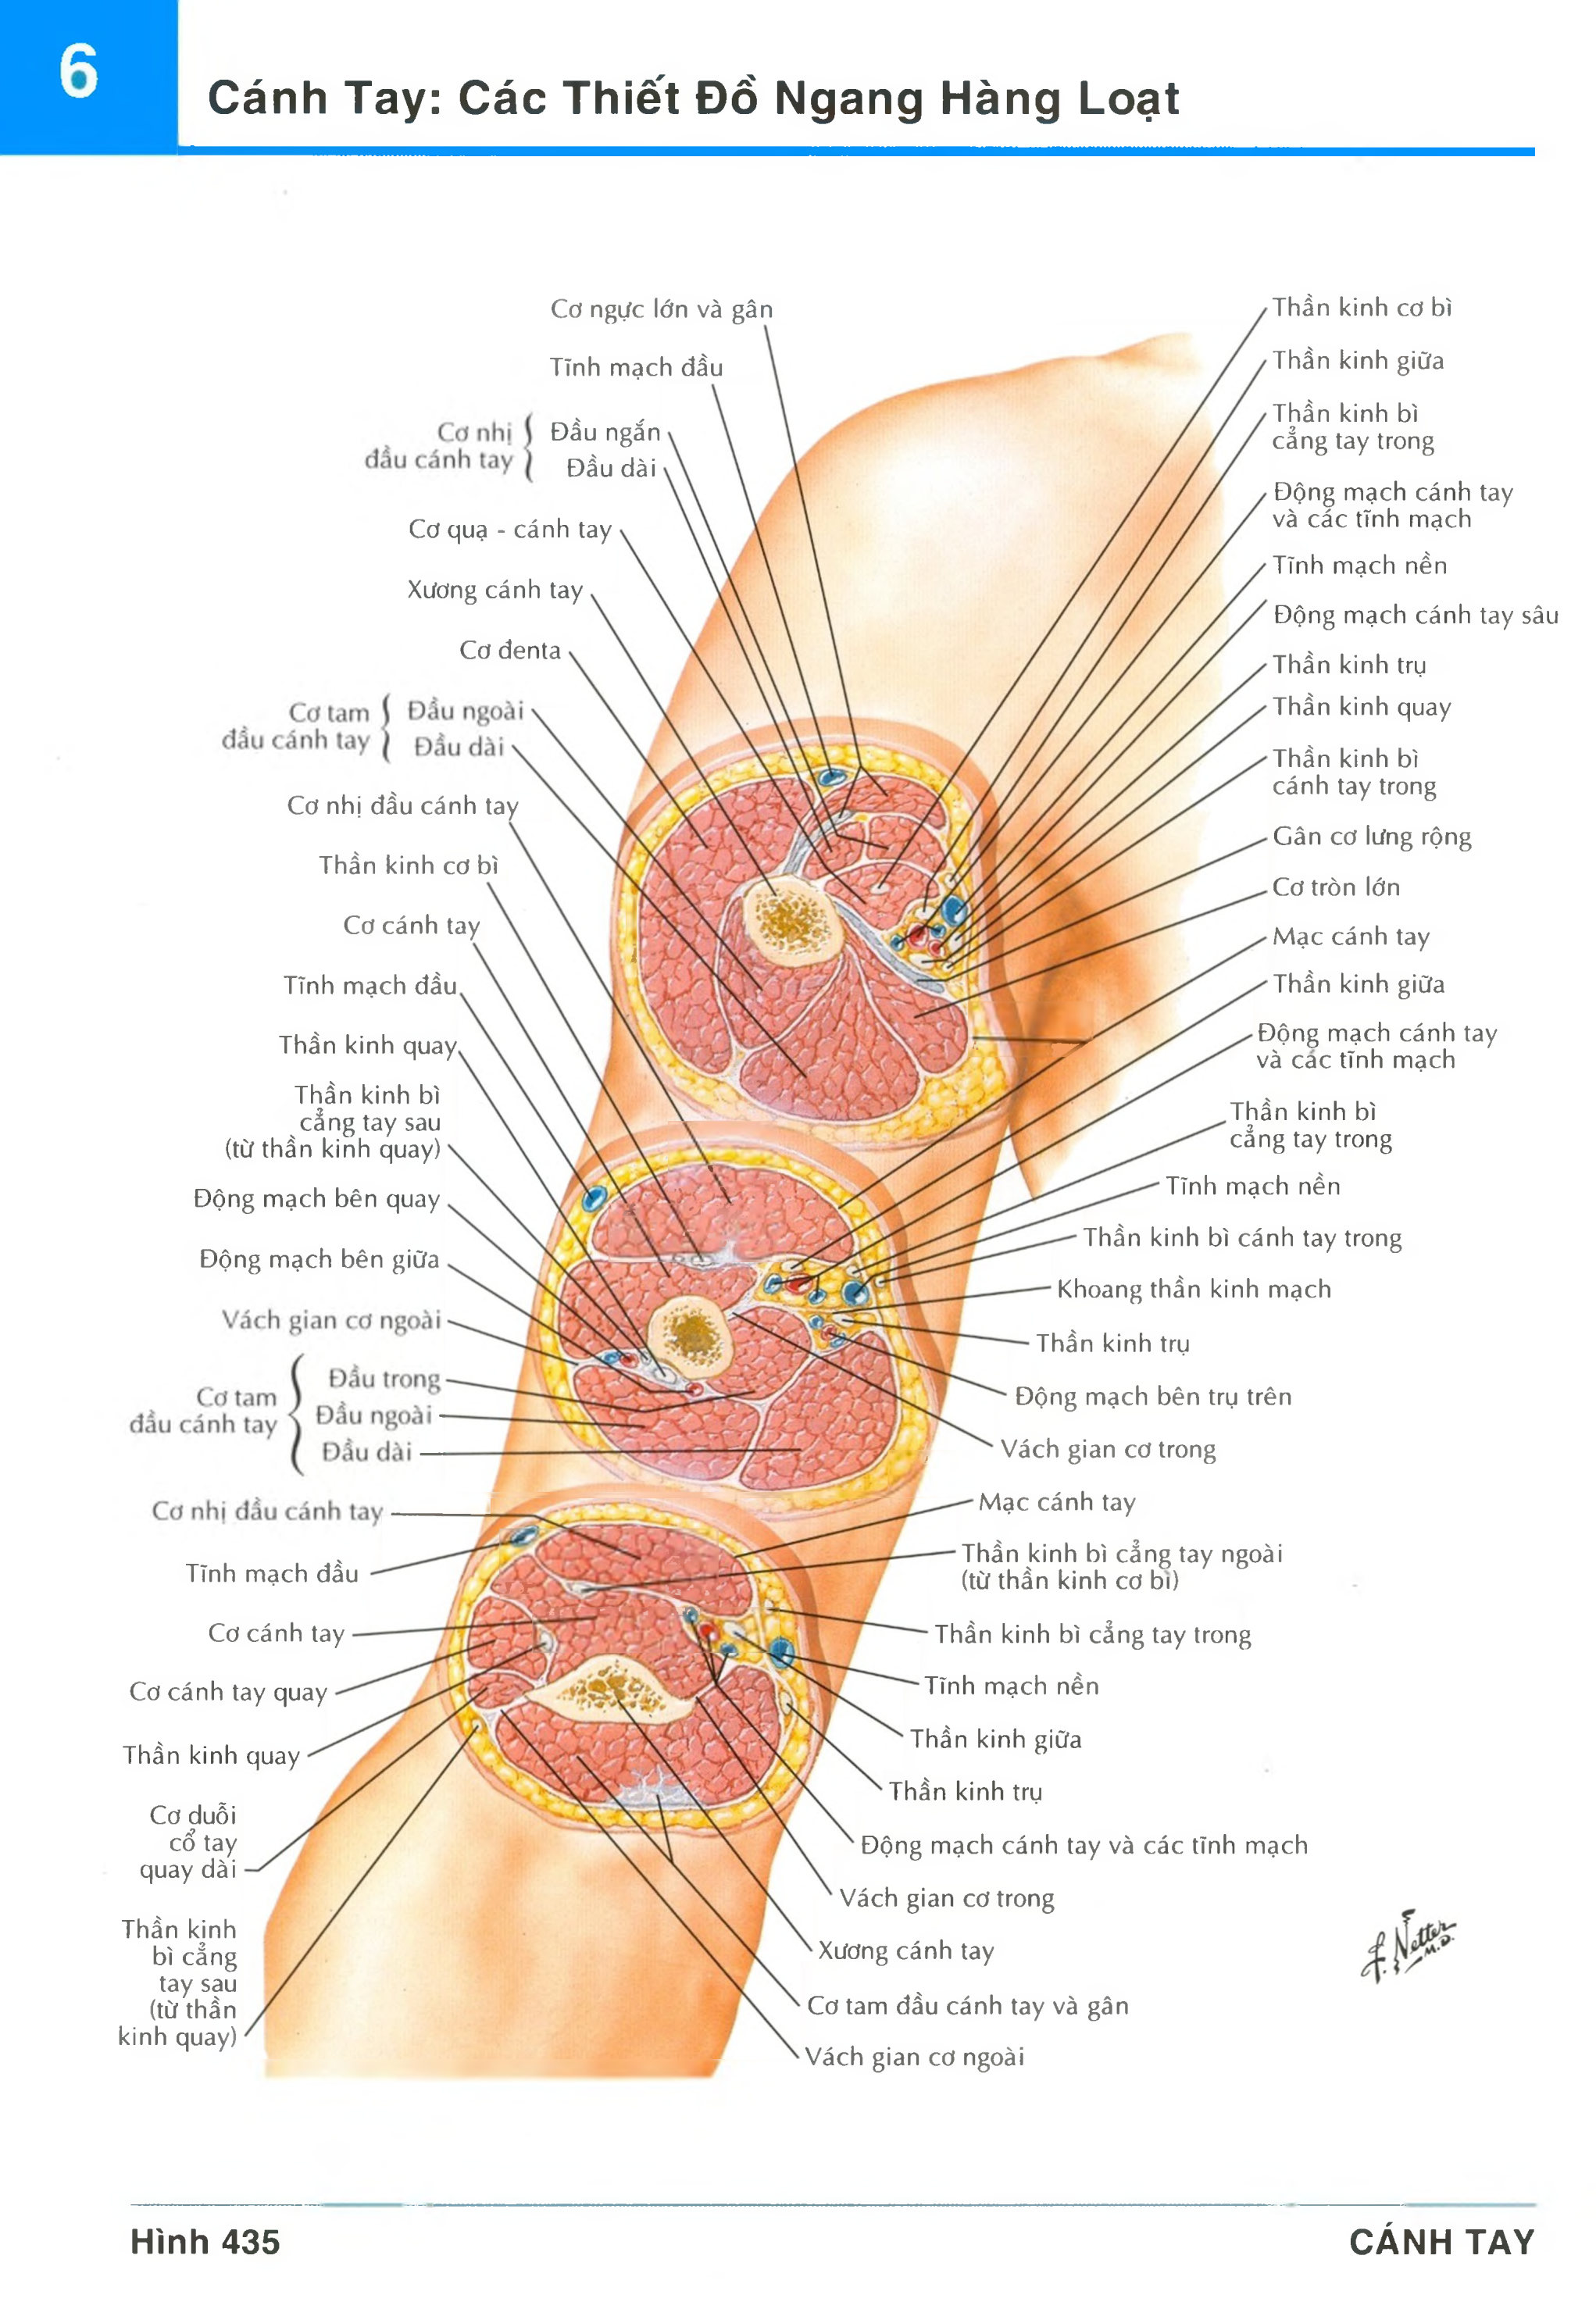 6
Cánh Tay: Các Thiết Đồ Ngang Hàng Loạt
Cơ ngực lớn và gân
Tĩnh mạch đầu
Cơ nhị
đầu cánh tay
Đầu ngắn
Đầu dài
Cơ quạ - cánh tay
Xương cánh tay
Cơ đenta
Cơ tam
đầu cánh tay
Đầu ngoài
Đầu dài
Cơ nhị đầu cánh tay
Thần kinh cơ bì
Cơ cánh tay
Tĩnh mạch đầu
Thần kinh quay
Thần kinh bì
cẳng tay sau
(từ thần kinh quay)
Động mạch bên quay
Động mạch bên giữa
Vách gian cơ ngoài
Cơ tam
đầu cánh tay
Đầu trong
Đầu ngoài
Đầu dài
Cơ nhị đầu cánh tay
Tĩnh mạch đầu
Cơ cánh tay
Cơ cánh tay quay
Thần kinh quay
Cơ duỗi
cổ tay
quay dài
Thần kinh
bì cẳng
tay sau
(từ thần
kinh quay)
Thần kinh cơ bì
Thần kinh giữa
Thần kinh bì
cẳng tay trong
Động mạch cánh tay
và các tĩnh mạch
Tĩnh mạch nền
Động mạch cánh tay sâu
Thần kinh trụ
Thần kinh quay
Thần kinh bì
cánh tay trong
Gân cơ lưng rộng
Cơ tròn lớn
Mạc cánh tay
Thần kinh giữa
Động mạch cánh tay
và các tĩnh mạch
Thần kinh bì
cẳng tay trong
Tĩnh mạch nền
Thần kinh bì cánh tay trong
Khoang thần kinh mạch
Thần kinh trụ
Động mạch bên trụ trên
Vách gian cơ trong
Mạc cánh tay
Thần kinh bì cẳng tay ngoài
(từ thần kinh cơ bì)
Thần kinh bì cẳng tay trong
Tĩnh mạch nền
Thần kinh giữa
Thần kinh trụ
Động mạch cánh tay và các tĩnh mạch
Vách gian cơ trong
Xương cánh tay
Cơ tam đầu cánh tay và gân
Vách gian cơ ngoài
F. Netter
M.D.
Hình 435
CÁNH TAY